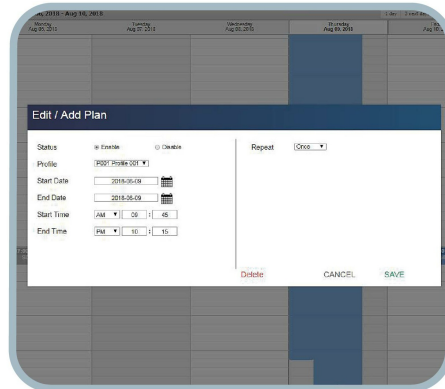 2018 - Aug 10, 2018
Monday Tuesday Wednesday Thursday
Aug 06, 2018 Aug 07, 2018 Aug 08, 2018 Aug 09, 2018 Aug 10,
Edit / Add Plan
Status Enable Disable Repeat Once
Profile P001 Profile 001
Start Date 2018-08-09
End Date 2018-08-09
Start Time AM 09 : 45
End Time PM 10 : 15
Delete CANCEL SAVE